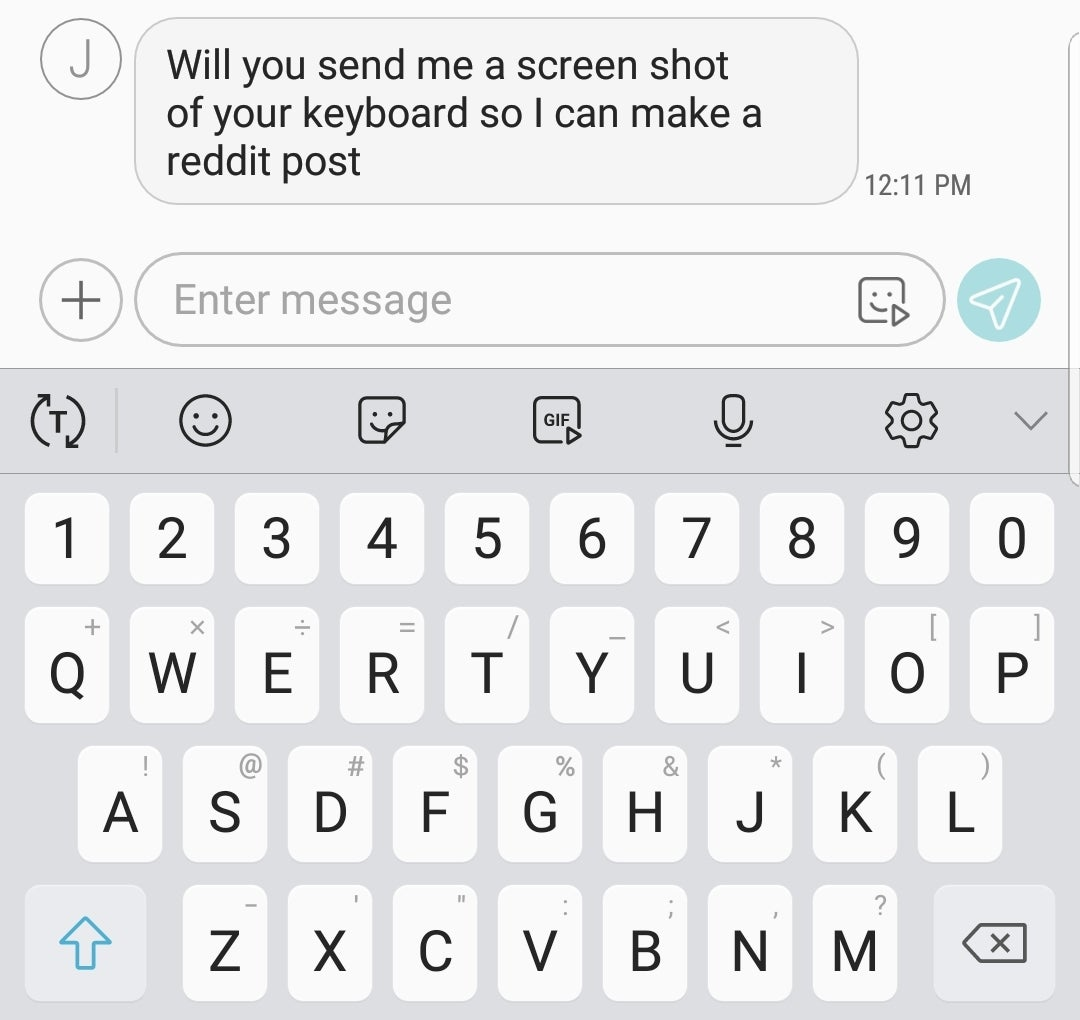 J
Will you send me a screen shot
of your keyboard so I can make a
reddit post
12:11 PM
Enter message
T
GIF
1 2 3 4 5 6 7 8 9 0
+ × ÷ = / _ < > [ ]
Q W E R T Y U I O P
! @ # $ % & * ( )
A S D F G H J K L
- ' " : ; , ?
Z X C V B N M